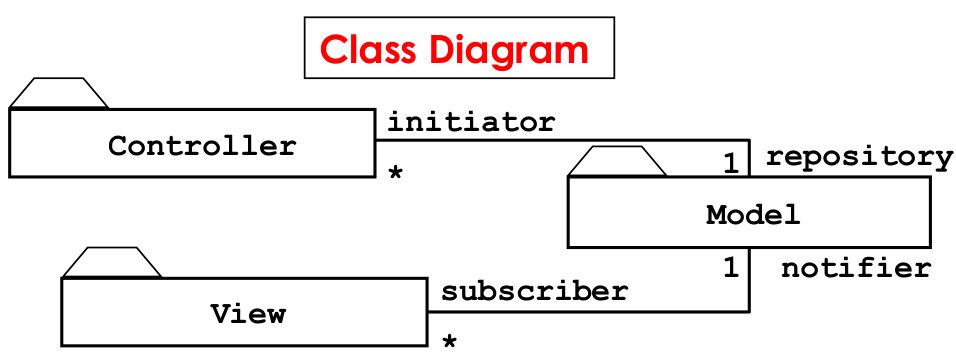 Class Diagram
initiator
Controller
*
1
repository
Model
1
notifier
subscriber
View
*